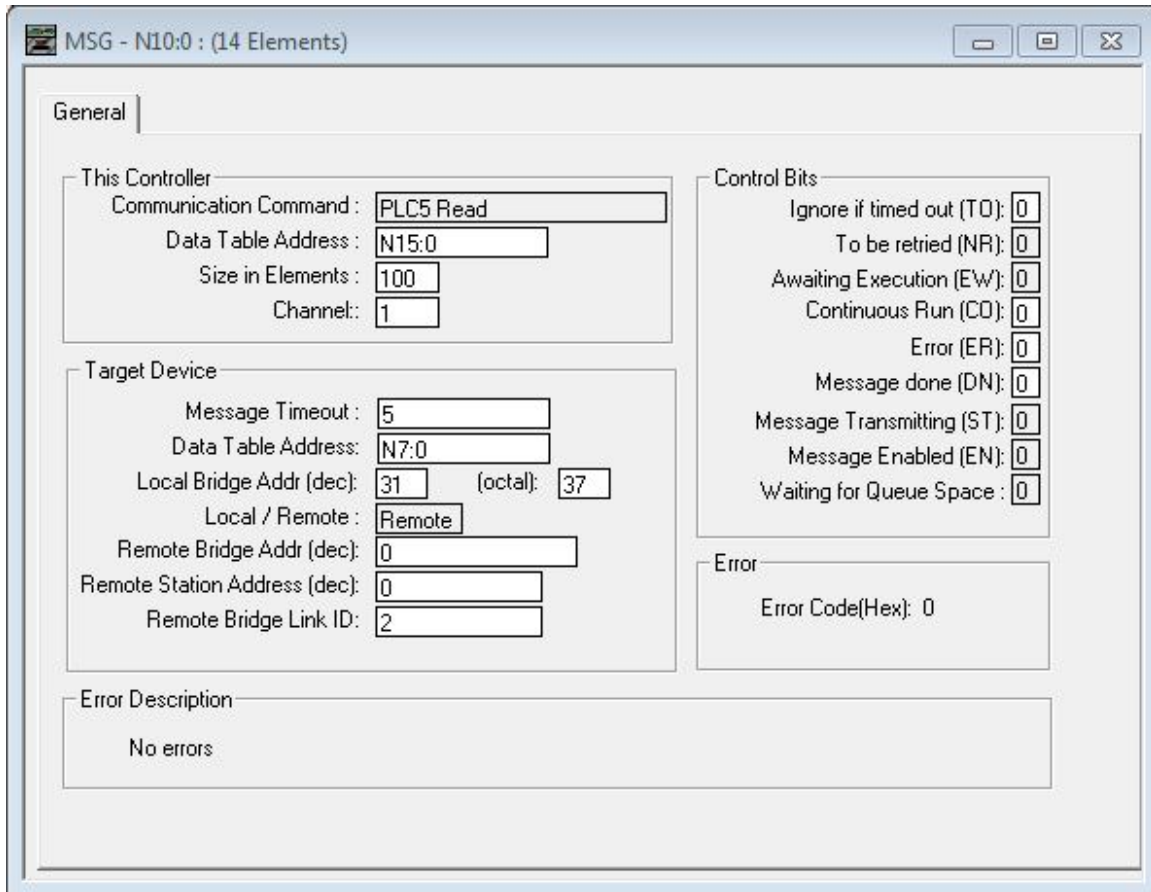 MSG - N10:0 : (14 Elements)
General
This Controller
Communication Command : PLC5 Read
Data Table Address : N15:0
Size in Elements : 100
Channel:: 1
Target Device
Message Timeout : 5
Data Table Address: N7:0
Local Bridge Addr (dec): 31 (octal): 37
Local / Remote : Remote
Remote Bridge Addr (dec): 0
Remote Station Address (dec): 0
Remote Bridge Link ID: 2
Control Bits
Ignore if timed out (TO): 0
To be retried (NR): 0
Awaiting Execution (EW): 0
Continuous Run (CO): 0
Error (ER): 0
Message done (DN): 0
Message Transmitting (ST): 0
Message Enabled (EN): 0
Waiting for Queue Space : 0
Error
Error Code(Hex): 0
Error Description
No errors